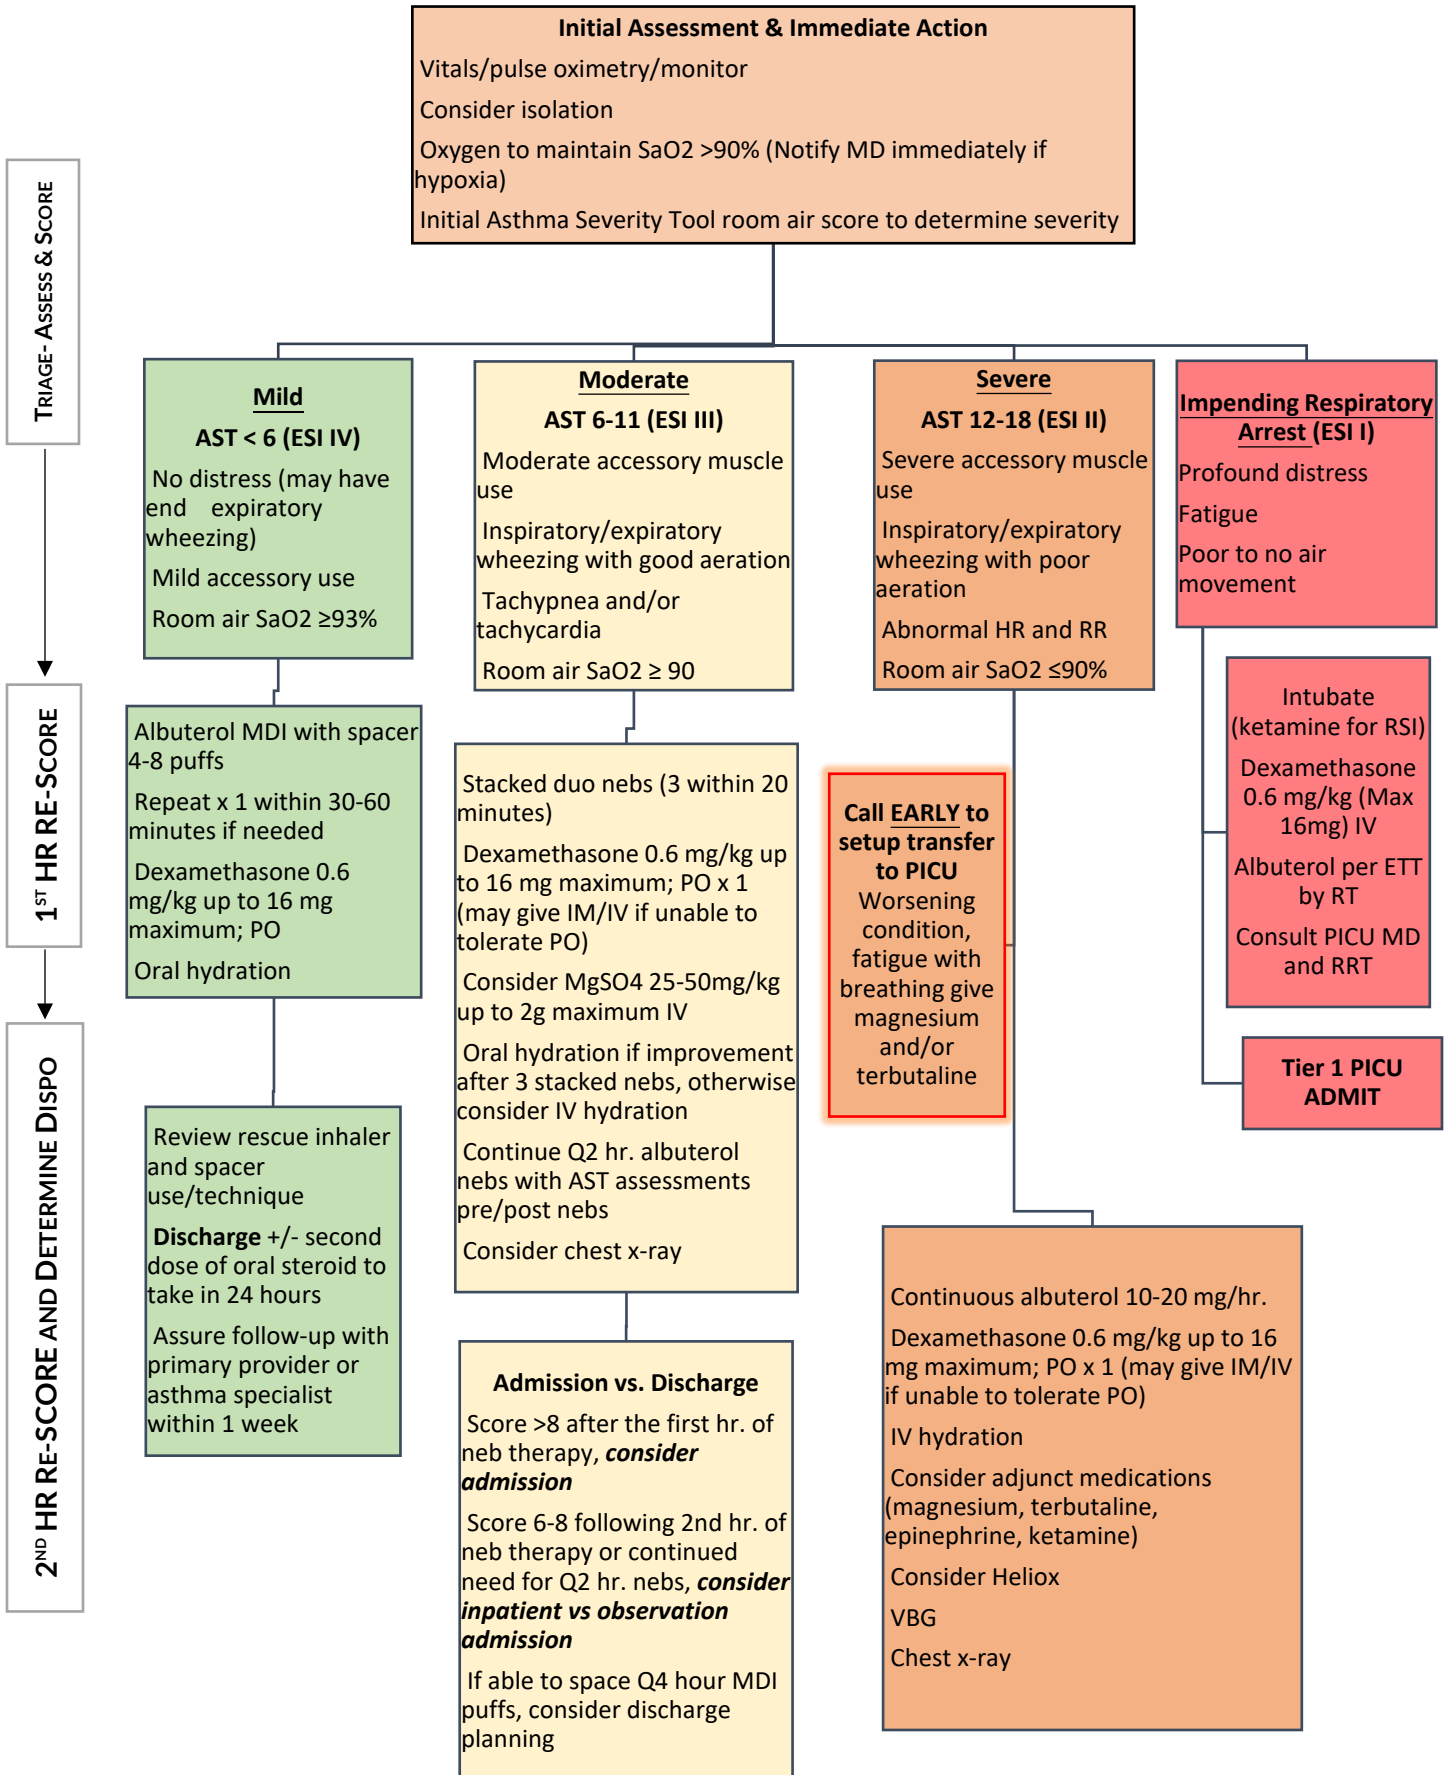 Initial Assessment & Immediate Action
Vitals/pulse oximetry/monitor
Consider isolation
Oxygen to maintain SaO2 >90% (Notify MD immediately if
hypoxia)
Initial Asthma Severity Tool room air score to determine severity
TRIAGE- ASSESS & SCORE
1ST HR RE-SCORE
2ND HR RE-SCORE AND DETERMINE DISPO
Mild
AST < 6 (ESI IV)
No distress (may have
end expiratory
wheezing)
Mild accessory use
Room air SaO2 ≥93%
Albuterol MDI with spacer
4-8 puffs
Repeat x 1 within 30-60
minutes if needed
Dexamethasone 0.6
mg/kg up to 16 mg
maximum; PO
Oral hydration
Review rescue inhaler
and spacer
use/technique
Discharge +/- second
dose of oral steroid to
take in 24 hours
Assure follow-up with
primary provider or
asthma specialist
within 1 week
Moderate
AST 6-11 (ESI III)
Moderate accessory muscle
use
Inspiratory/expiratory
wheezing with good aeration
Tachypnea and/or
tachycardia
Room air SaO2 ≥ 90
Stacked duo nebs (3 within 20
minutes)
Dexamethasone 0.6 mg/kg up
to 16 mg maximum; PO x 1
(may give IM/IV if unable to
tolerate PO)
Consider MgSO4 25-50mg/kg
up to 2g maximum IV
Oral hydration if improvement
after 3 stacked nebs, otherwise
consider IV hydration
Continue Q2 hr. albuterol
nebs with AST assessments
pre/post nebs
Consider chest x-ray
Admission vs. Discharge
Score >8 after the first hr. of
neb therapy, consider
admission
Score 6-8 following 2nd hr. of
neb therapy or continued
need for Q2 hr. nebs, consider
inpatient vs observation
admission
If able to space Q4 hour MDI
puffs, consider discharge
planning
Severe
AST 12-18 (ESI II)
Severe accessory muscle
use
Inspiratory/expiratory
wheezing with poor
aeration
Abnormal HR and RR
Room air SaO2 ≤90%
Call EARLY to
setup transfer
to PICU
Worsening
condition,
fatigue with
breathing give
magnesium
and/or
terbutaline
Continuous albuterol 10-20 mg/hr.
Dexamethasone 0.6 mg/kg up to 16
mg maximum; PO x 1 (may give IM/IV
if unable to tolerate PO)
IV hydration
Consider adjunct medications
(magnesium, terbutaline,
epinephrine, ketamine)
Consider Heliox
VBG
Chest x-ray
Impending Respiratory
Arrest (ESI I)
Profound distress
Fatigue
Poor to no air
movement
Intubate
(ketamine for RSI)
Dexamethasone
0.6 mg/kg (Max
16mg) IV
Albuterol per ETT
by RT
Consult PICU MD
and RRT
Tier 1 PICU
ADMIT